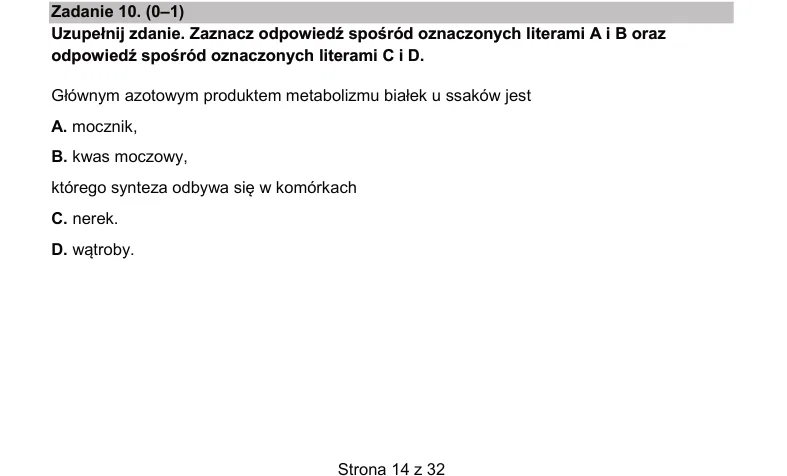 Zadanie 10. (0–1)
Uzupełnij zdanie. Zaznacz odpowiedź spośród oznaczonych literami A i B oraz
odpowiedź spośród oznaczonych literami C i D.
Głównym azotowym produktem metabolizmu białek u ssaków jest
A. mocznik,
B. kwas moczowy,
którego synteza odbywa się w komórkach
C. nerek.
D. wątroby.
Strona 14 z 32